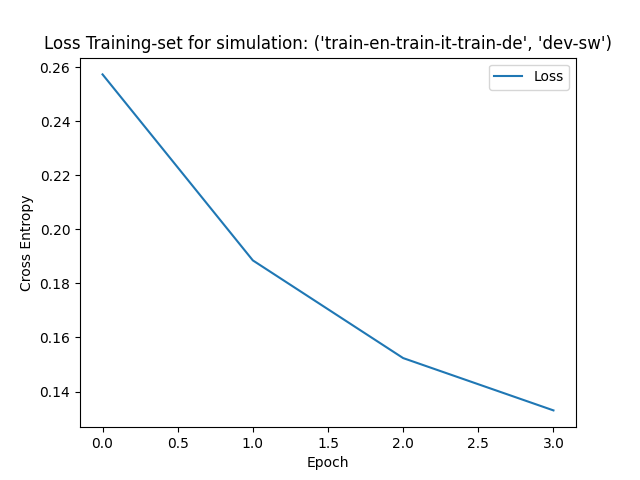 Loss Training-set for simulation: ('train-en-train-it-train-de', 'dev-sw')
Loss
0.26
0.24
0.22
0.20
0.18
0.16
0.14
Cross Entropy
0.0 0.5 1.0 1.5 2.0 2.5 3.0
Epoch